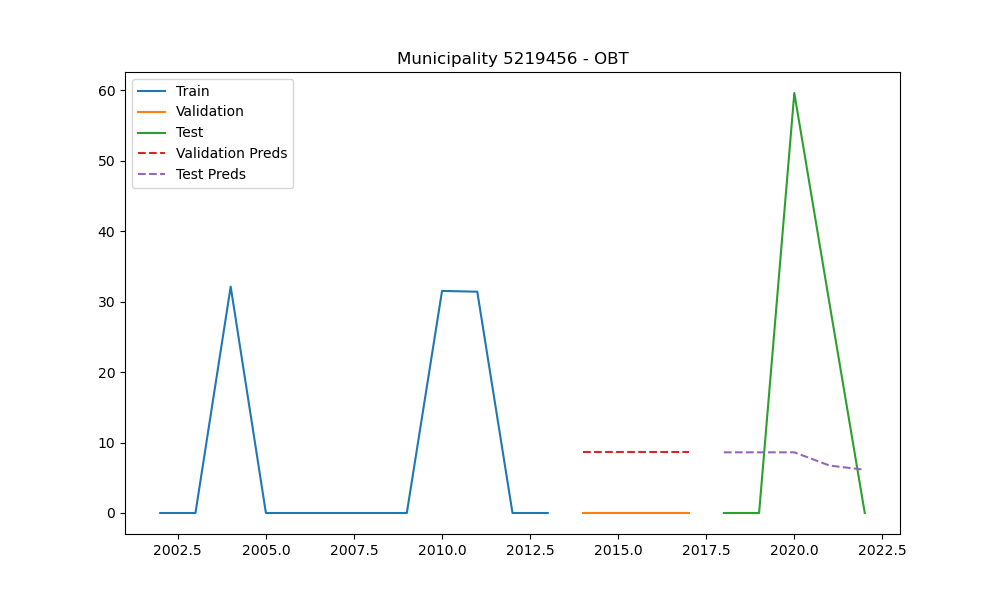 Municipality 5219456 - OBT
Train
Validation
Test
Validation Preds
Test Preds
60
50
40
30
20
10
0
2002.5 2005.0 2007.5 2010.0 2012.5 2015.0 2017.5 2020.0 2022.5